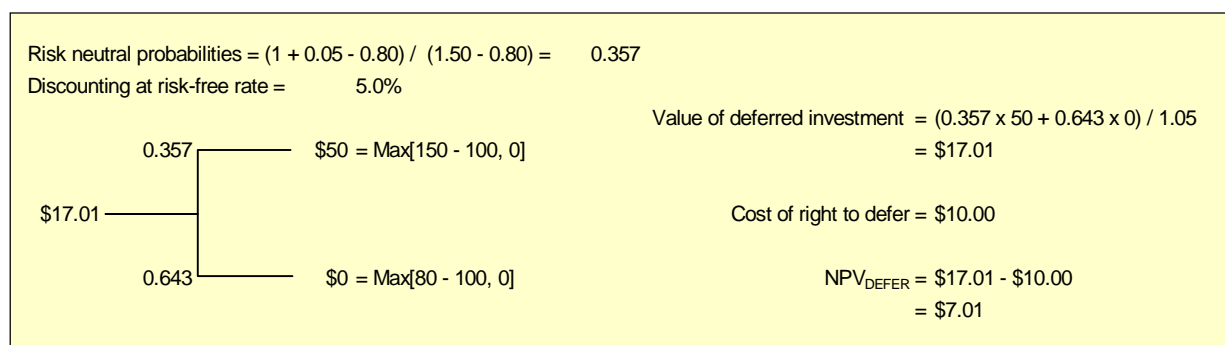 Risk neutral probabilities = (1 + 0.05 - 0.80) / (1.50 - 0.80) = 0.357
Discounting at risk-free rate = 5.0%
Value of deferred investment = (0.357 x 50 + 0.643 x 0) / 1.05
0.357 $50 = Max[150 - 100, 0] = $17.01
$17.01 Cost of right to defer = $10.00
0.643 $0 = Max[80 - 100, 0] NPVDEFER = $17.01 - $10.00
= $7.01